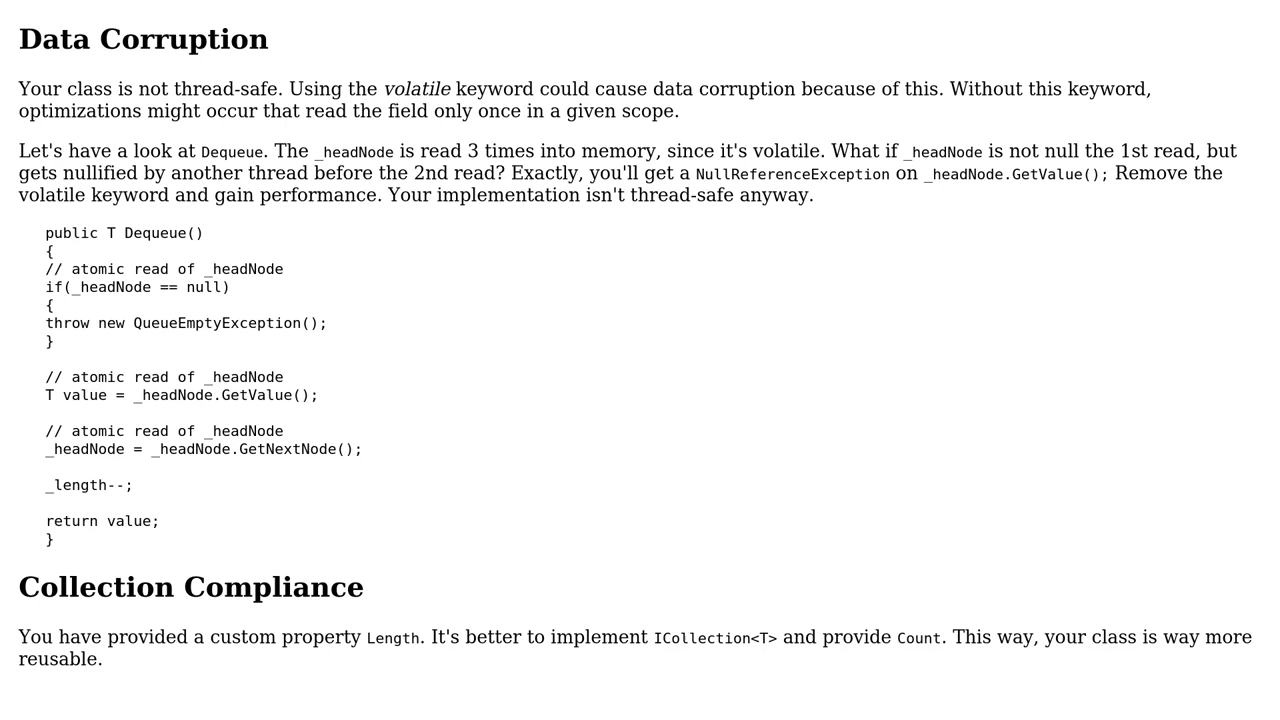 Data Corruption
Your class is not thread-safe. Using the volatile keyword could cause data corruption because of this. Without this keyword,
optimizations might occur that read the field only once in a given scope.
Let's have a look at Dequeue. The _headNode is read 3 times into memory, since it's volatile. What if _headNode is not null the 1st read, but
gets nullified by another thread before the 2nd read? Exactly, you'll get a NullReferenceException on _headNode.GetValue(); Remove the
volatile keyword and gain performance. Your implementation isn't thread-safe anyway.
public T Dequeue()
{
// atomic read of _headNode
if(_headNode == null)
{
throw new QueueEmptyException();
}
// atomic read of _headNode
T value = _headNode.GetValue();
// atomic read of _headNode
_headNode = _headNode.GetNextNode();
_length--;
return value;
}
Collection Compliance
You have provided a custom property Length. It's better to implement ICollection<T> and provide Count. This way, your class is way more
reusable.